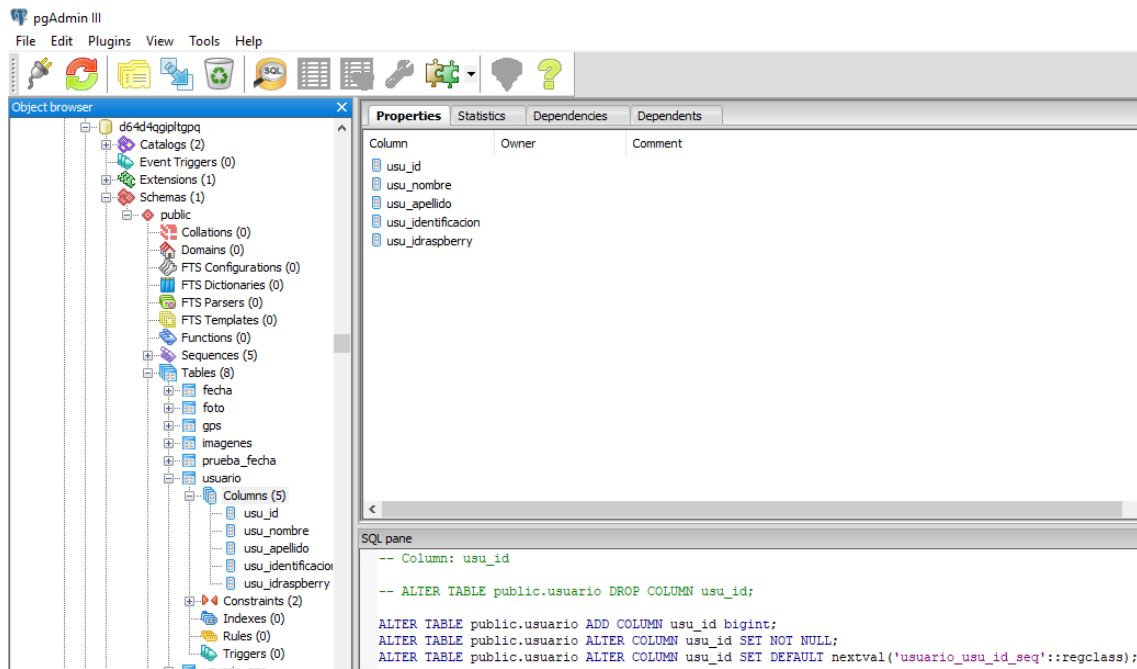 pgAdmin III
File Edit Plugins View Tools Help
SQL
Object browser
d64d4qgipltgpq
Catalogs (2)
Event Triggers (0)
Extensions (1)
Schemas (1)
public
Collations (0)
Domains (0)
FTS Configurations (0)
FTS Dictionaries (0)
FTS Parsers (0)
FTS Templates (0)
Functions (0)
Sequences (5)
Tables (8)
fecha
foto
gps
imagenes
prueba_fecha
usuario
Columns (5)
usu_id
usu_nombre
usu_apellido
usu_identificacion
usu_idraspberry
Constraints (2)
Indexes (0)
Rules (0)
Triggers (0)
Properties Statistics Dependencies Dependents
Column Owner Comment
usu_id
usu_nombre
usu_apellido
usu_identificacion
usu_idraspberry
SQL pane
-- Column: usu_id
-- ALTER TABLE public.usuario DROP COLUMN usu_id;
ALTER TABLE public.usuario ADD COLUMN usu_id bigint;
ALTER TABLE public.usuario ALTER COLUMN usu_id SET NOT NULL;
ALTER TABLE public.usuario ALTER COLUMN usu_id SET DEFAULT nextval('usuario_usu_id_seq'::regclass);